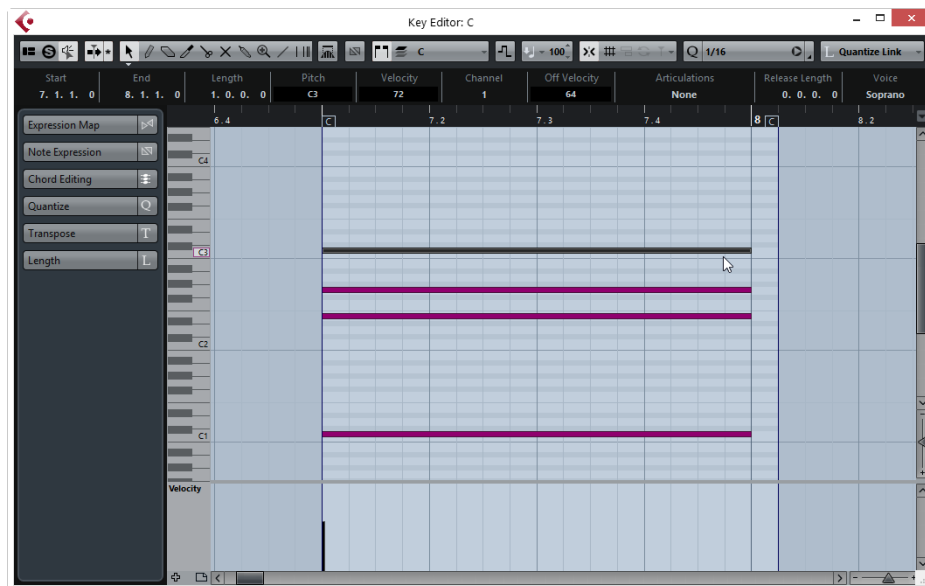 Key Editor: C
C
100
1/16
L Quantize Link
Start End Length Pitch Velocity Channel Off Velocity Articulations Release Length Voice
7. 1. 1. 0 8. 1. 1. 0 1. 0. 0. 0 C3 72 1 64 None 0. 0. 0. 0 Soprano
6.4 C 7.2 7.3 7.4 8 C 8.2
Expression Map
Note Expression
Chord Editing
Quantize Q
Transpose T
Length L
C4
C3
C2
C1
Velocity